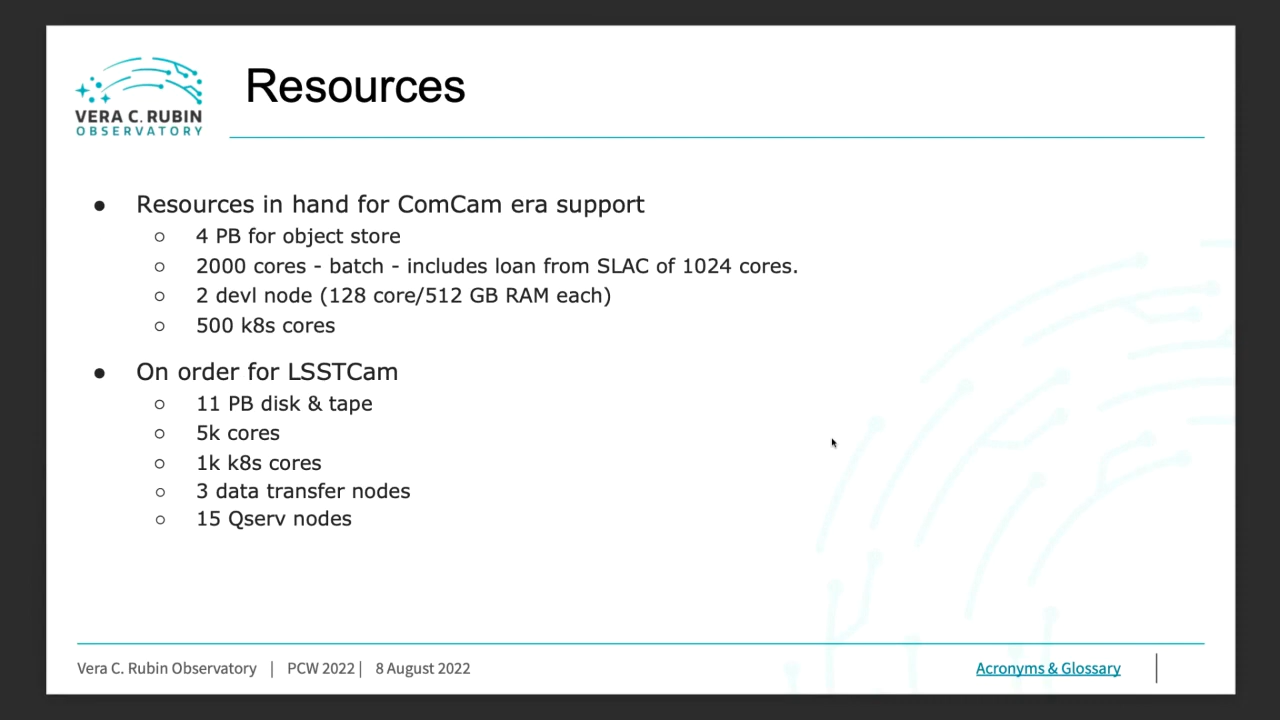 VERA C. RUBIN
OBSERVATORY
Resources
● Resources in hand for ComCam era support
○ 4 PB for object store
○ 2000 cores - batch - includes loan from SLAC of 1024 cores.
○ 2 devl node (128 core/512 GB RAM each)
○ 500 k8s cores
● On order for LSSTCam
○ 11 PB disk & tape
○ 5k cores
○ 1k k8s cores
○ 3 data transfer nodes
○ 15 Qserv nodes
Vera C. Rubin Observatory | PCW 2022 | 8 August 2022
Acronyms & Glossary